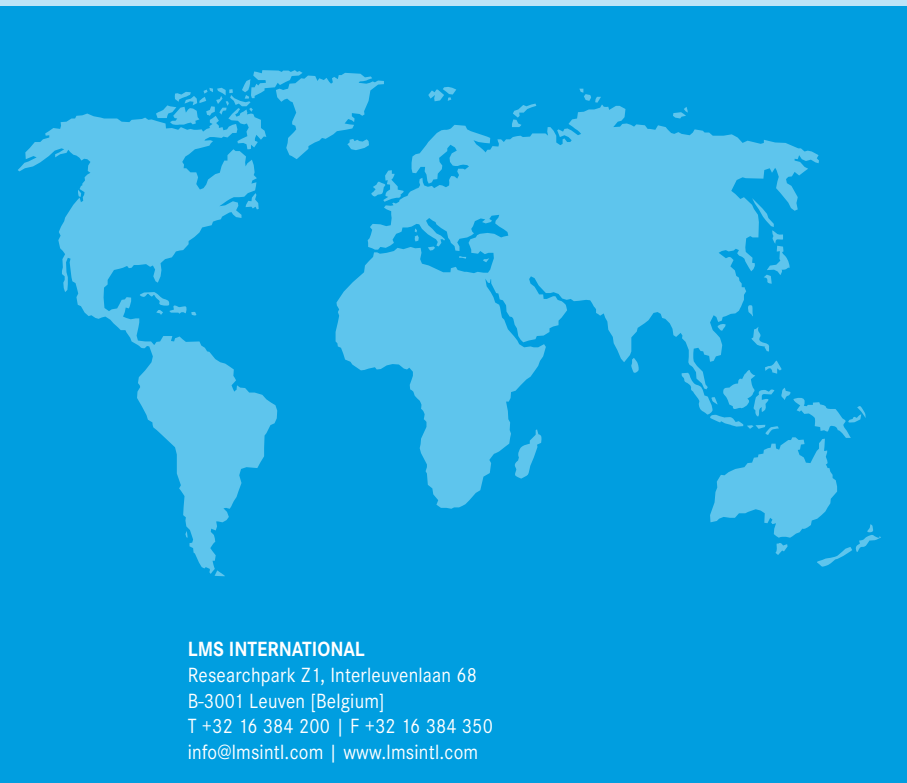 LMS INTERNATIONAL
Researchpark Z1, Interleuvenlaan 68
B-3001 Leuven [Belgium]
T +32 16 384 200 | F +32 16 384 350
info@lmsintl.com | www.lmsintl.com